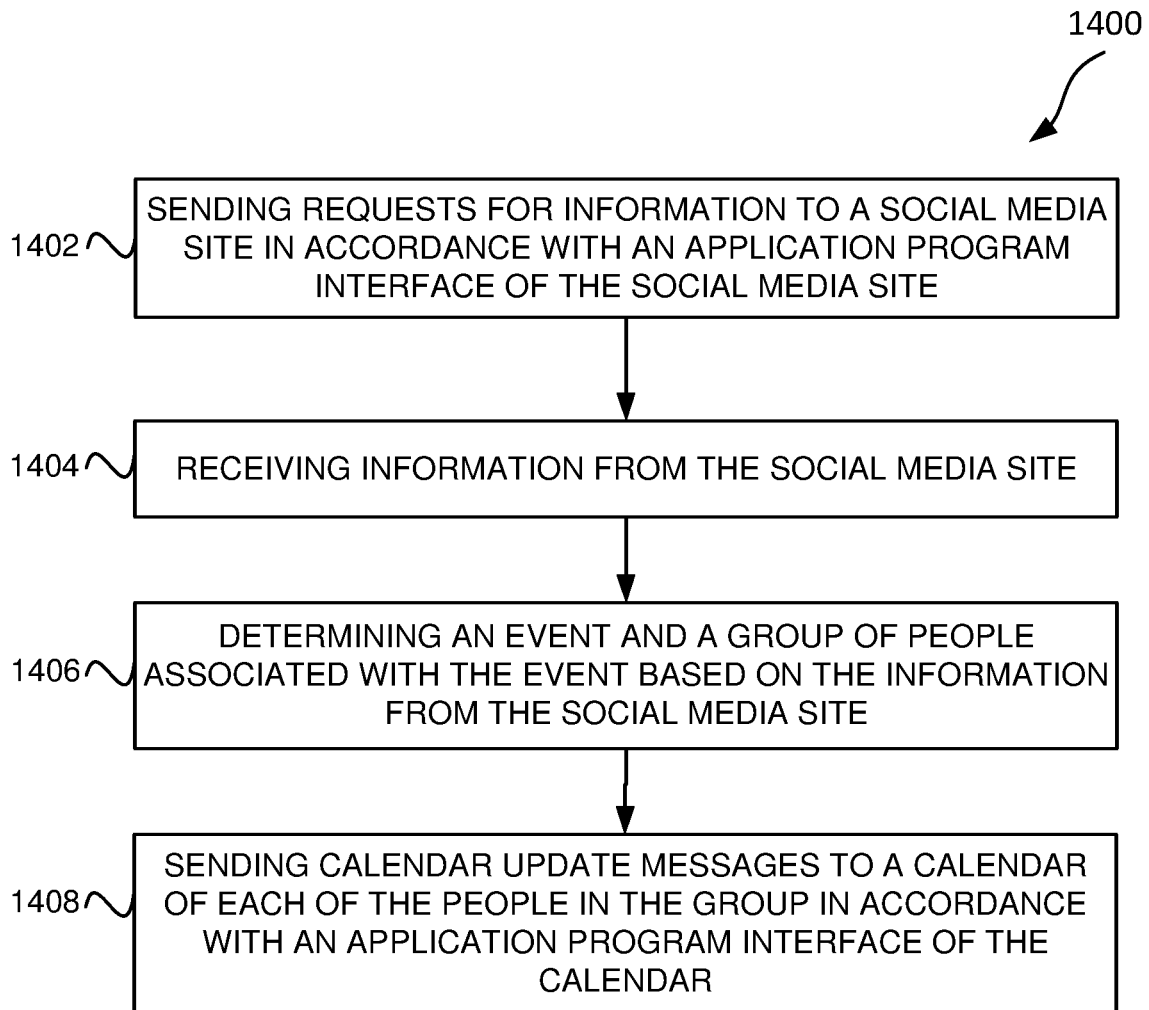 1400
1402
SENDING REQUESTS FOR INFORMATION TO A SOCIAL MEDIA
SITE IN ACCORDANCE WITH AN APPLICATION PROGRAM
INTERFACE OF THE SOCIAL MEDIA SITE
1404
RECEIVING INFORMATION FROM THE SOCIAL MEDIA SITE
1406
DETERMINING AN EVENT AND A GROUP OF PEOPLE
ASSOCIATED WITH THE EVENT BASED ON THE INFORMATION
FROM THE SOCIAL MEDIA SITE
1408
SENDING CALENDAR UPDATE MESSAGES TO A CALENDAR
OF EACH OF THE PEOPLE IN THE GROUP IN ACCORDANCE
WITH AN APPLICATION PROGRAM INTERFACE OF THE
CALENDAR